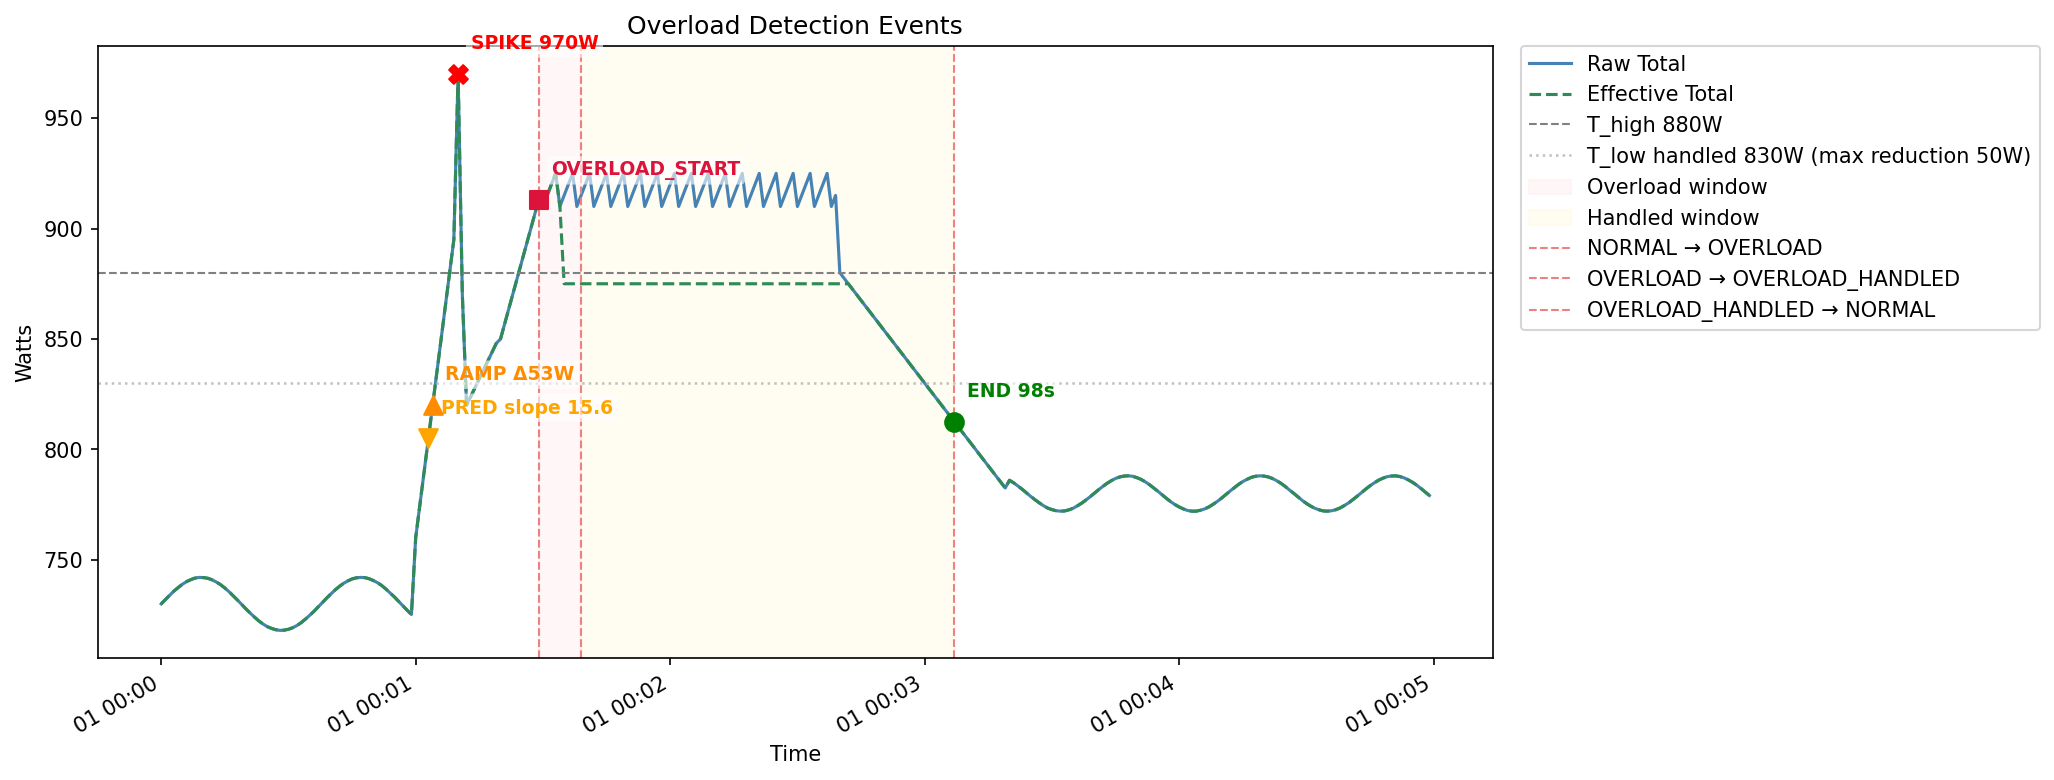 Overload Detection Events
SPIKE 970W
950
900
850
800
750
Watts
OVERLOAD_START
RAMP Δ53W
PRED slope 15.6
END 98s
01 00:00
01 00:01
01 00:02
01 00:03
01 00:04
01 00:05
Time
Raw Total
Effective Total
T_high 880W
T_low handled 830W (max reduction 50W)
Overload window
Handled window
NORMAL → OVERLOAD
OVERLOAD → OVERLOAD_HANDLED
OVERLOAD_HANDLED → NORMAL